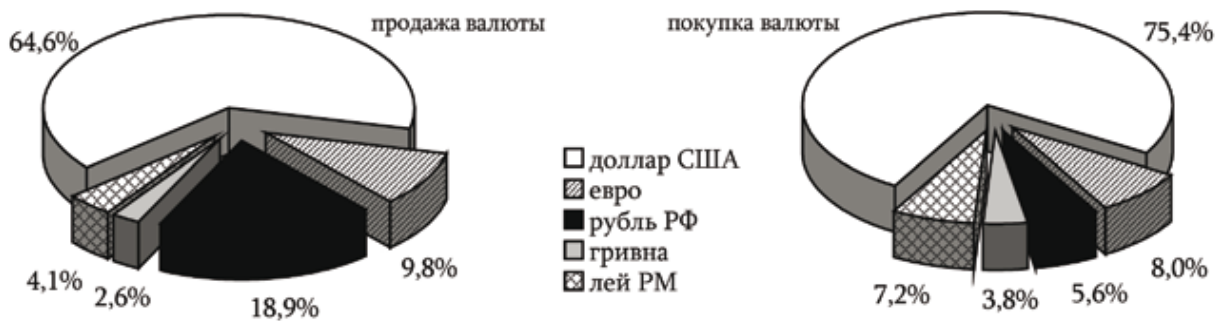 продажа валюты
64,6%
4,1%
2,6%
18,9%
9,8%
доллар США
евро
рубль РФ
гривна
лей РМ
покупка валюты
75,4%
7,2%
3,8%
5,6%
8,0%